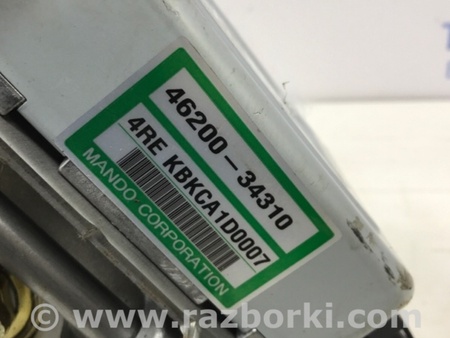 46200-34310
4RE KBKCA1D0007
MANDO CORPORATION
© - www.razborki.com -